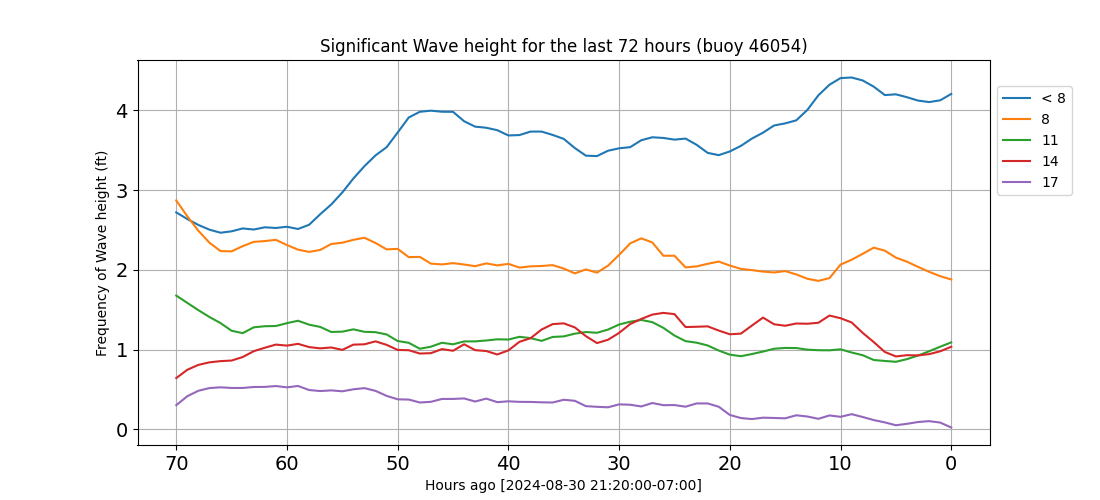 Significant Wave height for the last 72 hours (buoy 46054)
Frequency of Wave height (ft)
4
3
2
1
0
70 60 50 40 30 20 10 0
Hours ago [2024-08-30 21:20:00-07:00]
< 8
8
11
14
17